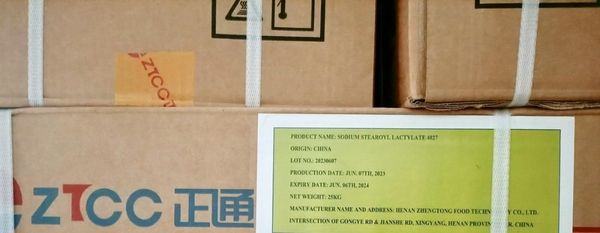 ZTCC
PRODUCT NAME: SODIUM STEAROYL LACTYLATE 4827
ORIGIN: CHINA
LOT NO.: 20230607
PRODUCTION DATE: JUN. 07TH, 2023
EXPIRY DATE: JUN. 06TH, 2024
NET WEIGHT: 25KG
MANUFACTURER NAME AND ADDRESS: HENAN ZHENGTONG FOOD TECHNOLOGY CO., LTD.
INTERSECTION OF GONGYE RD & JIANSHE RD, XINGYANG, HENAN PROVINCE, CHINA
ZTCC 正通